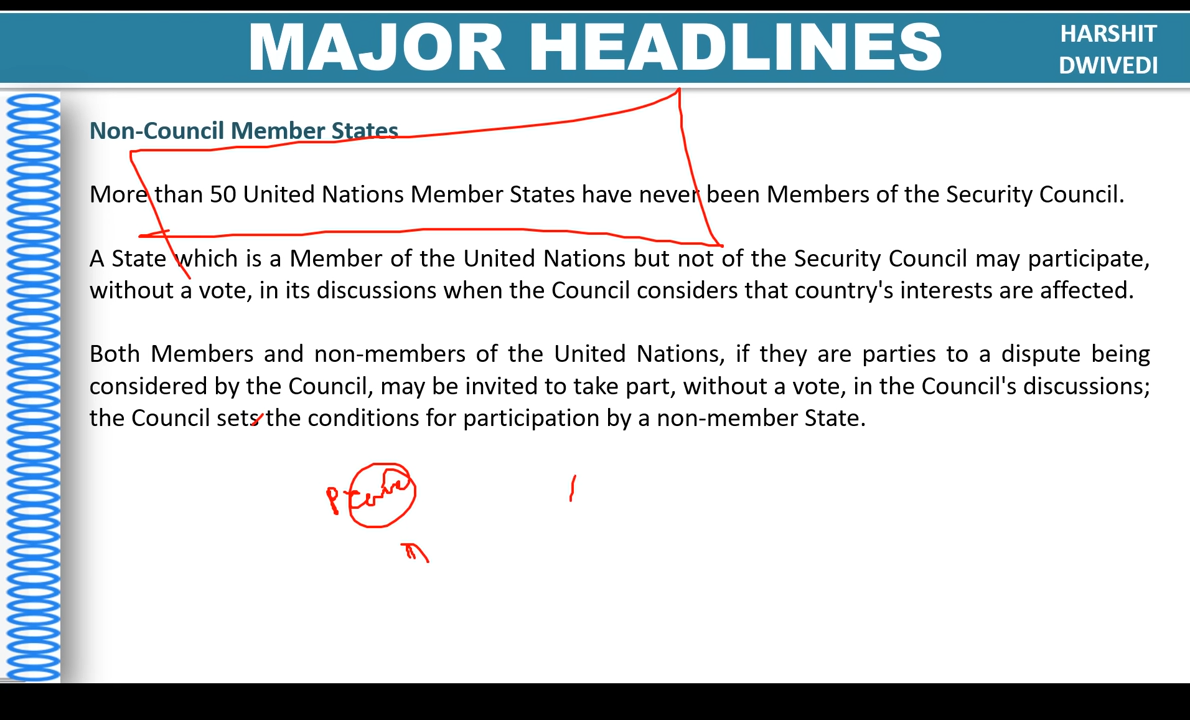 MAJOR HEADLINES
HARSHIT
DWIVEDI
Non-Council Member States
More than 50 United Nations Member States have never been Members of the Security Council.
A State which is a Member of the United Nations but not of the Security Council may participate,
without a vote, in its discussions when the Council considers that country's interests are affected.
Both Members and non-members of the United Nations, if they are parties to a dispute being
considered by the Council, may be invited to take part, without a vote, in the Council's discussions;
the Council sets the conditions for participation by a non-member State.